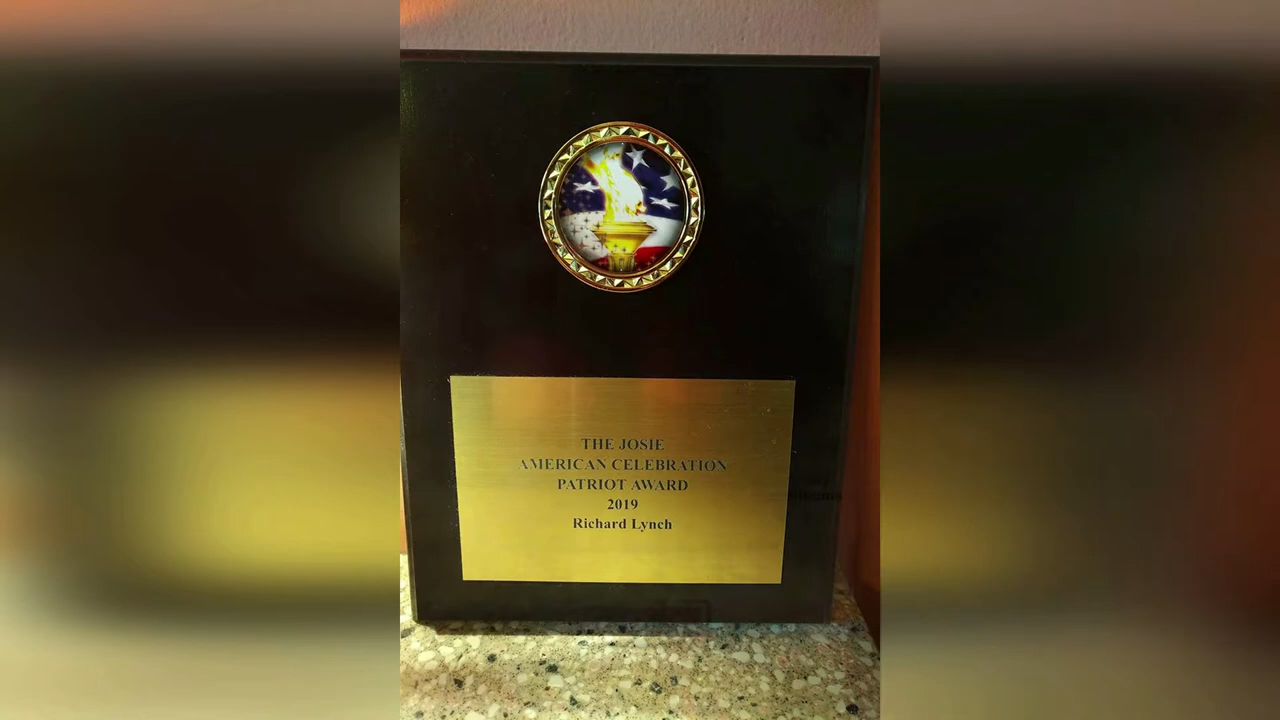 THE JOSIE
AMERICAN CELEBRATION
PATRIOT AWARD
2019
Richard Lynch